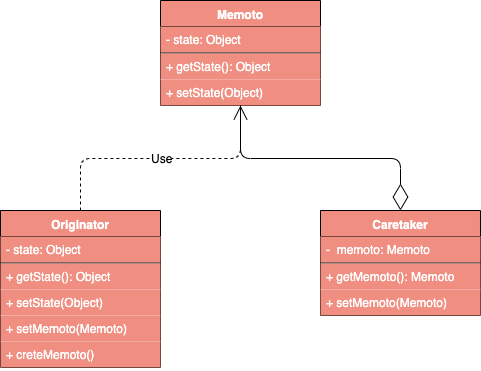 Memoto
- state: Object
+ getState(): Object
+ setState(Object)
Use
Originator
- state: Object
+ getState(): Object
+ setState(Object)
+ setMemoto(Memoto)
+ creteMemoto()
Caretaker
- memoto: Memoto
+ getMemoto(): Memoto
+ setMemoto(Memoto)